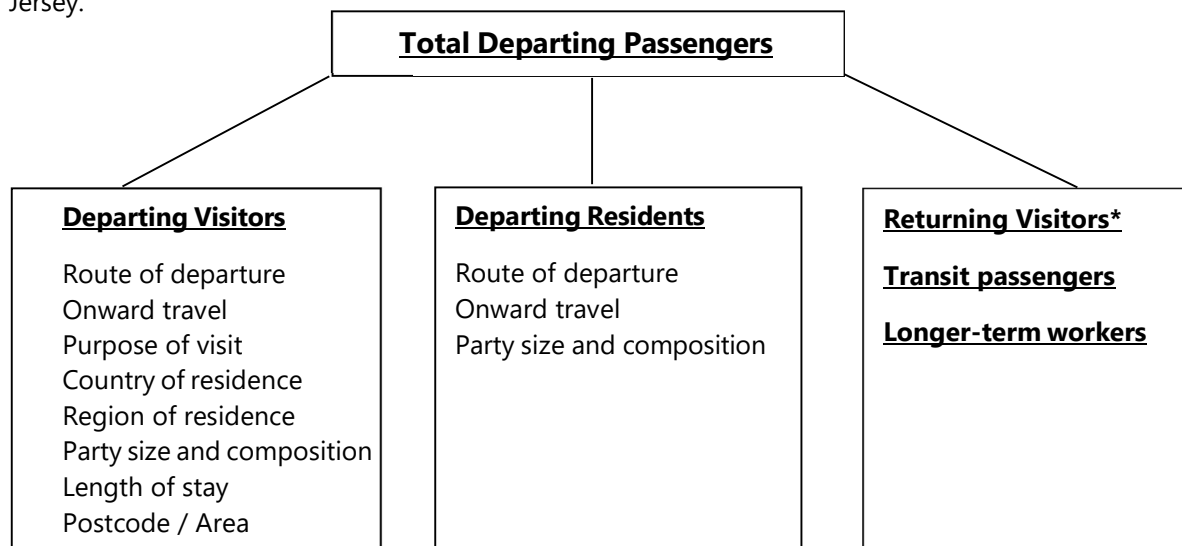 Jersey.
Total Departing Passengers
Departing Visitors
Route of departure
Onward travel
Purpose of visit
Country of residence
Region of residence
Party size and composition
Length of stay
Postcode / Area
Departing Residents
Route of departure
Onward travel
Party size and composition
Returning Visitors*
Transit passengers
Longer-term workers